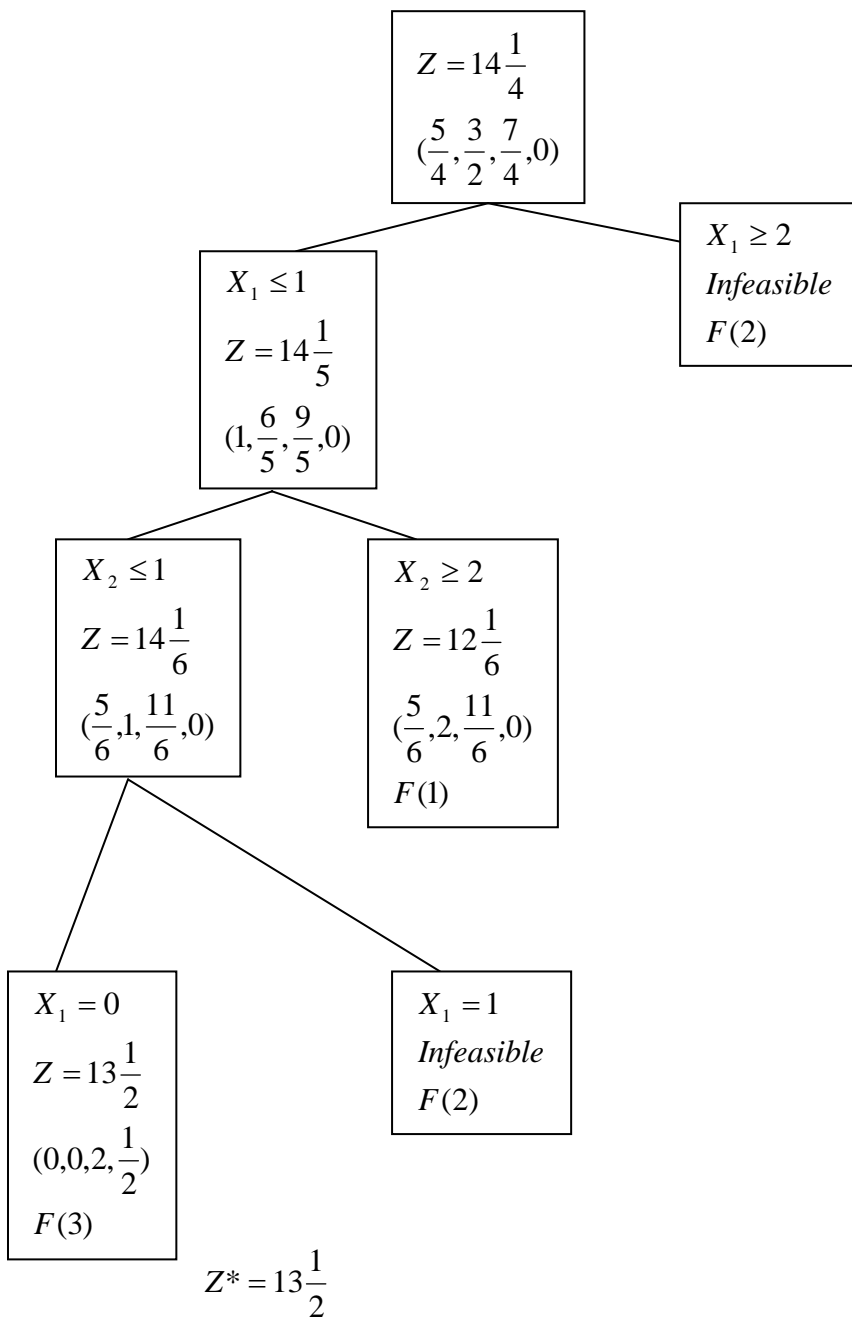 Z = 14 1/4
(5/4, 3/2, 7/4, 0)
X₁ ≥ 2
Infeasible
F(2)
X₁ ≤ 1
Z = 14 1/5
(1, 6/5, 9/5, 0)
X₂ ≤ 1
Z = 14 1/6
(5/6, 1, 11/6, 0)
X₂ ≥ 2
Z = 12 1/6
(5/6, 2, 11/6, 0)
F(1)
X₁ = 0
Z = 13 1/2
(0,0,2, 1/2)
F(3)
X₁ = 1
Infeasible
F(2)
Z* = 13 1/2